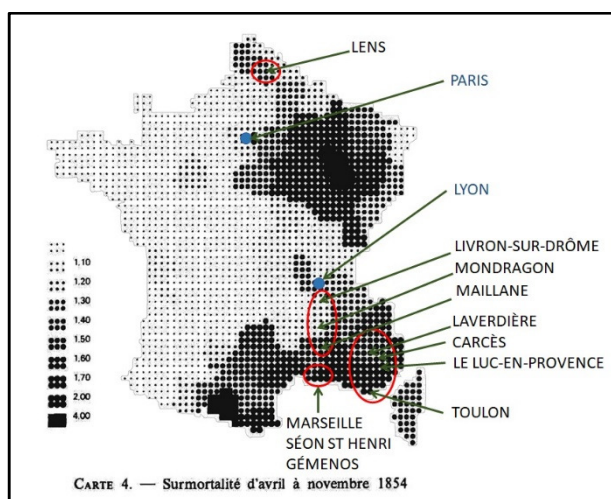 LENS
PARIS
LYON
LIVRON-SUR-DRÔME
MONDRAGON
MAILLANE
LAVERDIÈRE
CARCÈS
LE LUC-EN-PROVENCE
TOULON
MARSEILLE
SÉON ST HENRI
GÉMENOS
1,10
1,20
1,30
1,40
1,50
1,60
1,70
2,00
4,00
CARTE 4. — Surmortalité d'avril à novembre 1854